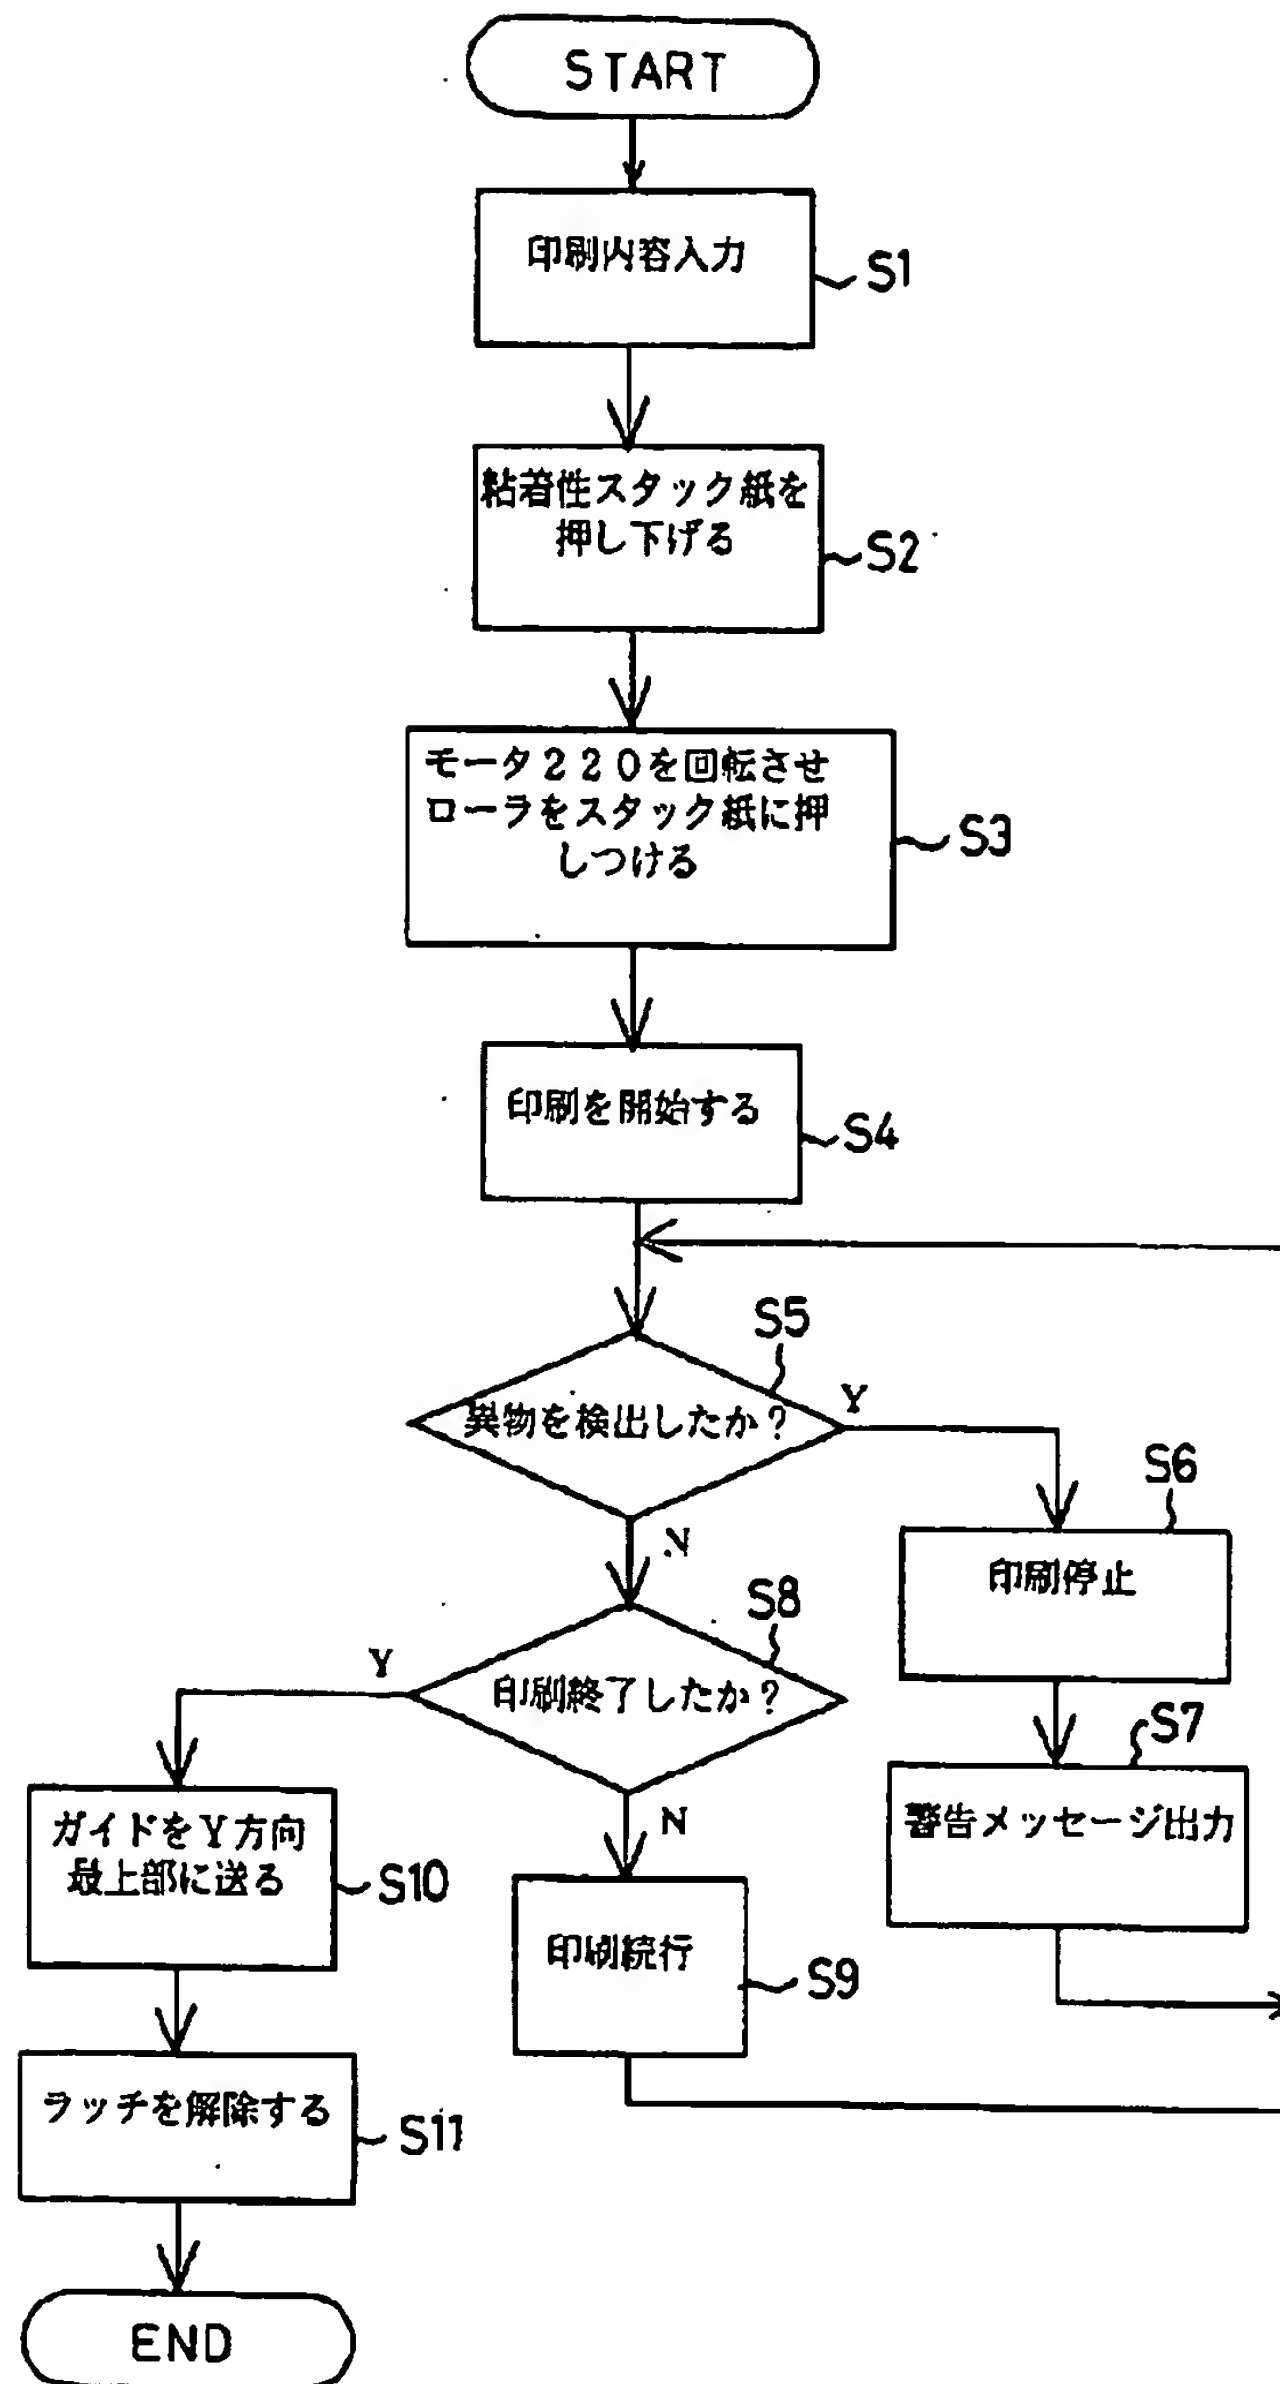 START
印刷内容入力
S1
粘着性スタック紙を
押し下げる
S2
モータ220を回転させ
ローラをスタック紙に押
しつける
S3
印刷を開始する
S4
S5
異物を検出したか?
Y
N
S6
印刷停止
S7
警告メッセージ出力
S8
印刷終了したか?
Y
N
印刷続行
S9
ガイドをY方向
最上部に送る
S10
ラッチを解除する
S11
END